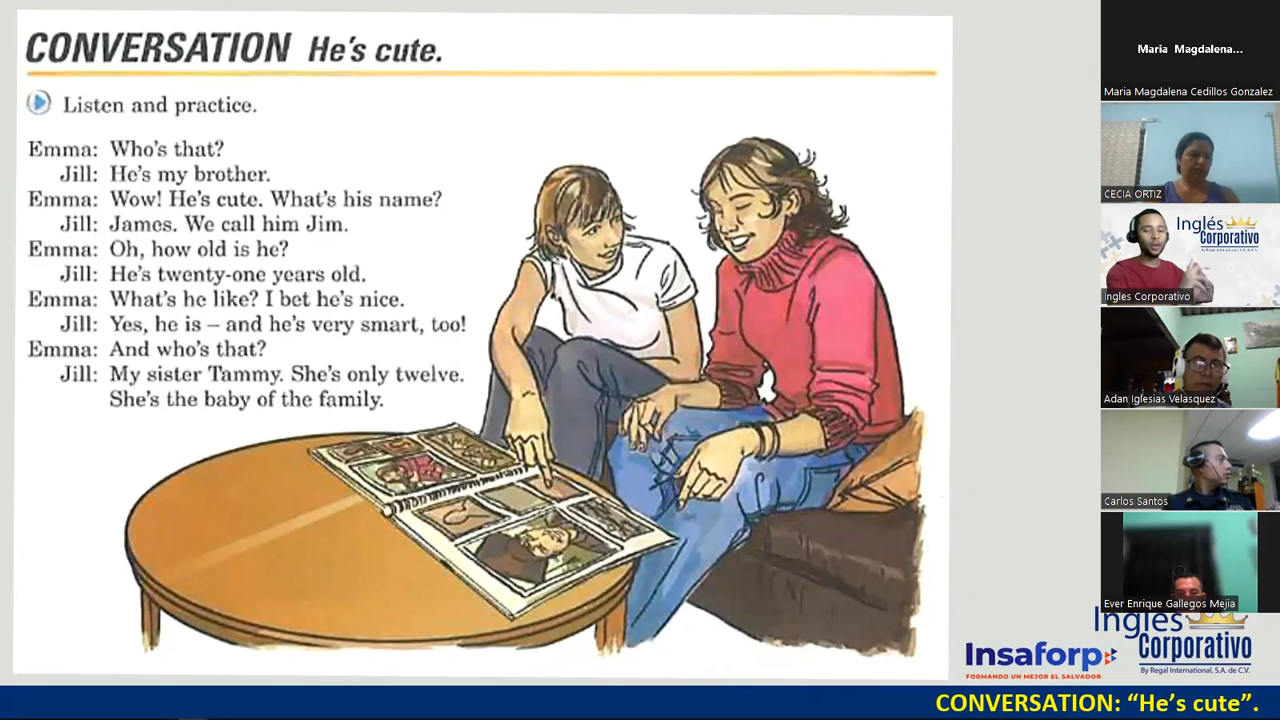 CONVERSATION He's cute.
Listen and practice.
Emma: Who's that?
Jill: He's my brother.
Emma: Wow! He's cute. What's his name?
Jill: James. We call him Jim.
Emma: Oh, how old is he?
Jill: He's twenty-one years old.
Emma: What's he like? I bet he's nice.
Jill: Yes, he is – and he's very smart, too!
Emma: And who's that?
Jill: My sister Tammy. She's only twelve.
She's the baby of the family.
Maria Magdalena...
Maria Magdalena Cedillos Gonzalez
CECIA ORTIZ
Inglés
Corporativo
By Regal International, S.A. de C.V.
Ingles Corporativo
Adan Iglesias Velasquez
Carlos Santos
Ever Enrique Gallegos Mejia
Inglés
Corporativo
By Regal International, S.A. de C.V.
Insaforp
FORMANDO UN MEJOR EL SALVADOR
CONVERSATION: “He’s cute”.